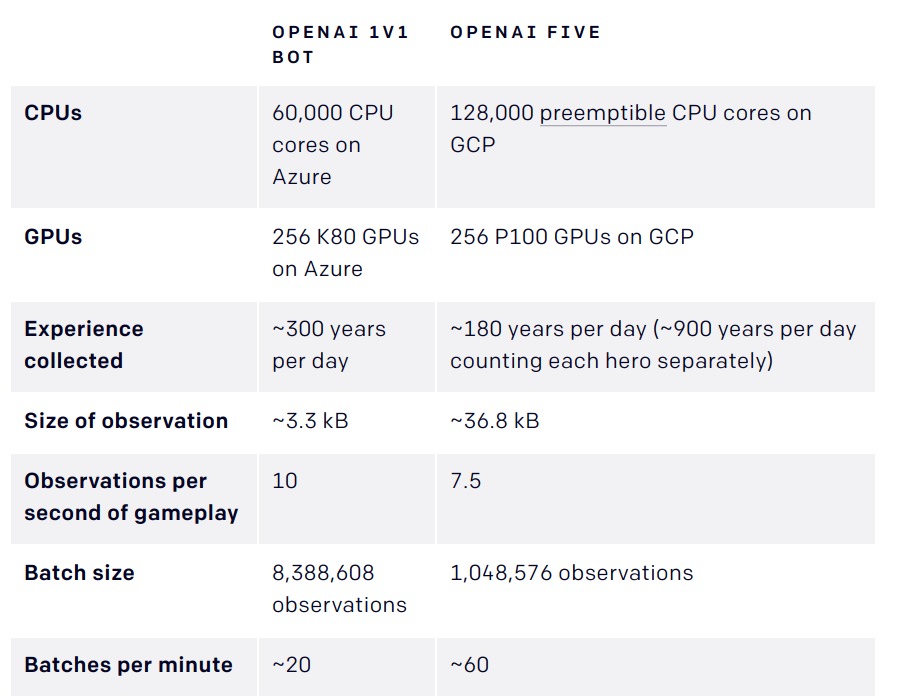 OPENAI 1V1 OPENAI FIVE
BOT
CPUs 60,000 CPU 128,000 preemptible CPU cores on
cores on GCP
Azure
GPUs 256 K80 GPUs 256 P100 GPUs on GCP
on Azure
Experience ~300 years ~180 years per day (~900 years per day
collected per day counting each hero separately)
Size of observation ~3.3 kB ~36.8 kB
Observations per 10 7.5
second of gameplay
Batch size 8,388,608 1,048,576 observations
observations
Batches per minute ~20 ~60